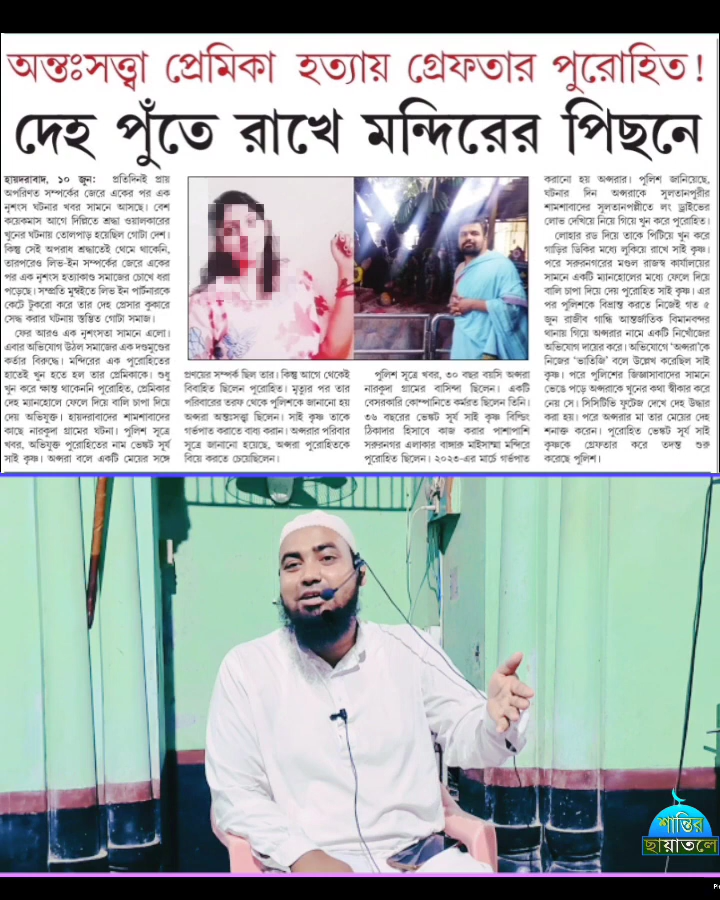 অন্তঃসত্ত্বা প্রেমিকা হত্যায় গ্রেফতার পুরোহিত!
দেহ পুঁতে রাখে মন্দিরের পিছনে
হায়দরাবাদ, ১০ জুন: প্রতিদিনই প্রায়
অপরিণত সম্পর্কের জেরে একের পর এক
নৃশংস ঘটনার খবর সামনে আসছে। বেশ
কয়েকমাস আগে দিল্লিতে শ্রদ্ধা ওয়ালকারের
খুনের ঘটনায় তোলপাড় হয়েছিল গোটা দেশ।
কিন্তু সেই অপরাধ শ্রদ্ধাতেই থেমে থাকেনি,
তারপরেও লিভ-ইন সম্পর্কের জেরে একের
পর এক নৃশংস হত্যাকাণ্ড সমাজের চোখে ধরা
পড়েছে। সম্প্রতি মুম্বইতে লিভ ইন পার্টনারকে
কেটে টুকরো করে তার দেহ প্রেসার কুকারে
সেদ্ধ করার ঘটনায় স্তম্ভিত গোটা সমাজ।
ফের আরও এক নৃশংসতা সামনে এলো।
এবার অভিযোগ উঠল সমাজের এক দণ্ডমুণ্ডের
কর্তার বিরুদ্ধে। মন্দিরের এক পুরোহিতের
হাতেই খুন হতে হল তার প্রেমিকাকে। শুধু
খুন করে ক্ষান্ত থাকেননি পুরোহিত, প্রেমিকার
দেহ ম্যানহোলে ফেলে দিয়ে বালি চাপা দিয়ে
দেয় অভিযুক্ত। হায়দরাবাদের শামশাবাদের
কাছে নারকুদা গ্রামের ঘটনা। পুলিশ সূত্রে
খবর, অভিযুক্ত পুরোহিতের নাম ভেঙ্কট সূর্য
সাই কৃষ্ণ। অপ্সরা বলে একটি মেয়ের সঙ্গে
প্রণয়ের সম্পর্ক ছিল তার। কিন্তু আগে থেকেই
বিবাহিত ছিলেন পুরোহিত। মৃত্যুর পর তার
পরিবারের তরফ থেকে পুলিশকে জানানো হয়
অপ্সরা অন্তঃসত্ত্বা ছিলেন। সাই কৃষ্ণ তাকে
গর্ভপাত করাতে বাধ্য করান। অপ্সরার পরিবার
সূত্রে জানানো হয়েছে, অপ্সরা পুরোহিতকে
বিয়ে করাতে চেয়েছিলেন।
পুলিশ সূত্রে খবর, ৩০ বছর বয়সি অপ্সরা
নারকুদা গ্রামের বাসিন্দা ছিলেন। একটি
বেসরকারি কোম্পানিতে কর্মরত ছিলেন তিনি।
৩৬ বছরের ভেঙ্কট সূর্য সাই কৃষ্ণ বিল্ডিং
ঠিকাদার হিসাবে কাজ করার পাশাপাশি
সরুরনগর এলাকার বাঙ্গারু মাইসাম্মা মন্দিরে
পুরোহিত ছিলেন। ২০২৩-এর মার্চে গর্ভপাত
করানো হয় অপ্সরার। পুলিশ জানিয়েছে,
ঘটনার দিন অপ্সরাকে সুলতানপুরীর
শামশাবাদের সুলতানপল্লীতে লং ড্রাইভের
লোভ দেখিয়ে নিয়ে গিয়ে খুন করে পুরোহিত।
লোহার রড দিয়ে তাকে পিটিয়ে খুন করে
গাড়ির ডিকির মধ্যে লুকিয়ে রাখে সাই কৃষ্ণ।
পরে সরুরনগরের মণ্ডল রাজস্ব কার্যালয়ের
সামনে একটি ম্যানহোলের মধ্যে ফেলে দিয়ে
বালি চাপা দিয়ে দেয় পুরোহিত সাই কৃষ্ণ। এর
পর পুলিশকে বিভ্রান্ত করতে নিজেই গত ৫
জুন রাজীব গান্ধি আন্তর্জাতিক বিমানবন্দর
থানায় গিয়ে অপ্সরার নামে একটি নিখোঁজের
অভিযোগ দায়ের করে। অভিযোগে 'অপ্সরা'কে
নিজের 'ভাতিজি' বলে উল্লেখ করেছিল সাই
কৃষ্ণ। পরে পুলিশের জিজ্ঞাসাবাদের সামনে
ভেঙে পড়ে অপ্সরাকে খুনের কথা স্বীকার করে
নেয় সে। সিসিটিভি ফুটেজ দেখে দেহ উদ্ধার
করা হয়। পরে অপ্সরার মা তার মেয়ের দেহ
শনাক্ত করেন। পুরোহিত ভেঙ্কট সূর্য সাই
কৃষ্ণকে গ্রেফতার করে তদন্ত শুরু
করেছে পুলিশ।
শান্তির
ছায়াতলে